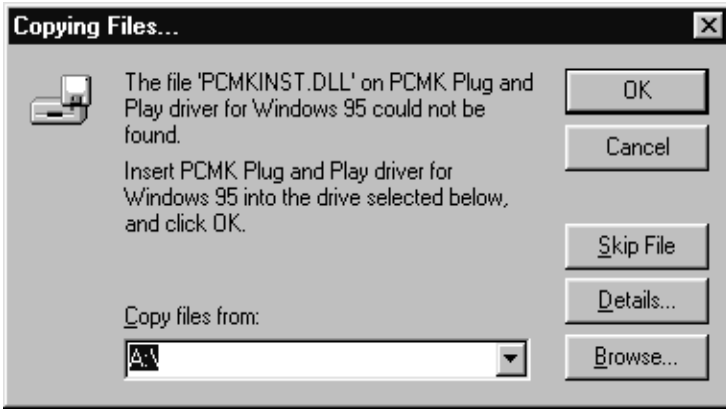 Copying Files...
The file 'PCMKINST.DLL' on PCMK Plug and
Play driver for Windows 95 could not be
found.
Insert PCMK Plug and Play driver for
Windows 95 into the drive selected below,
and click OK.
Copy files from:
A:\
OK
Cancel
Skip File
Details...
Browse...